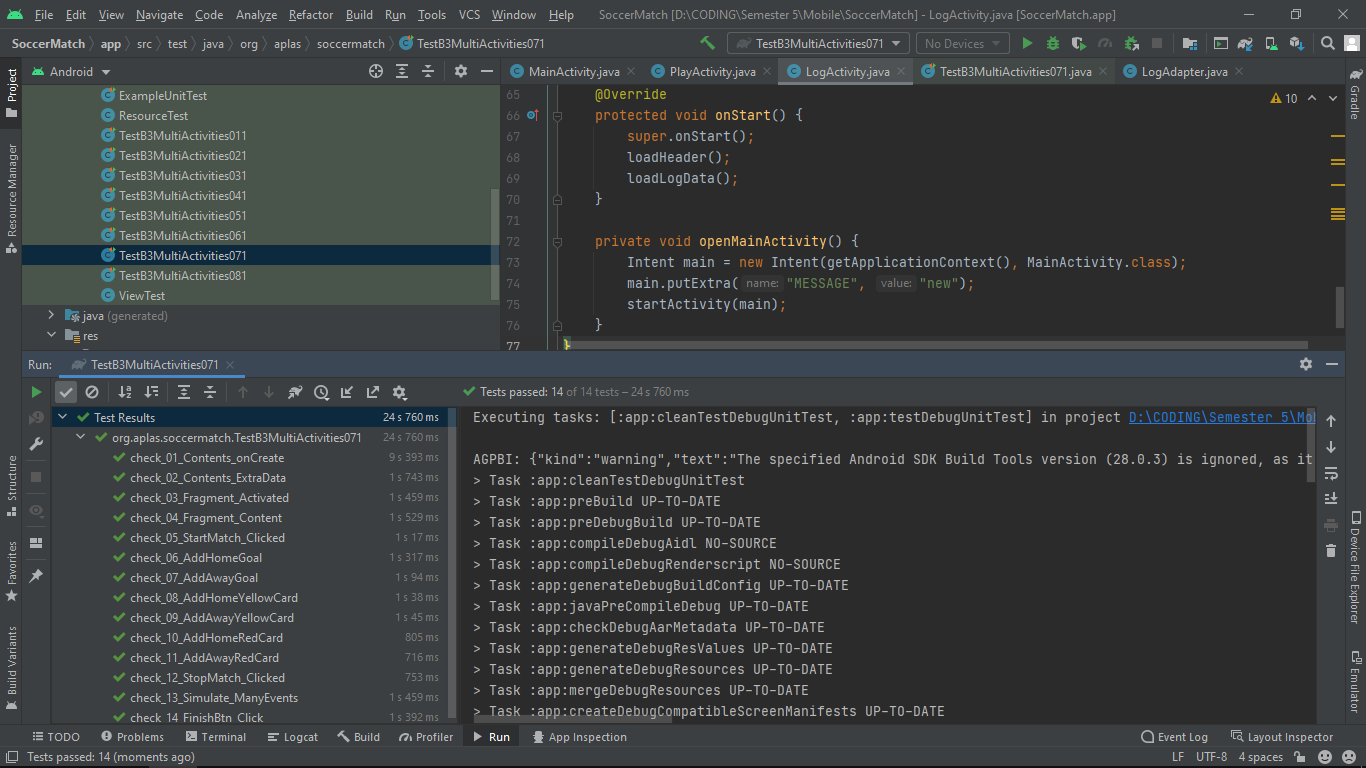 File Edit View Navigate Code Analyze Refactor Build Run Tools VCS Window Help SoccerMatch [D:\CODING\Semester 5\Mobile\SoccerMatch] - LogActivity.java [SoccerMatch.app]
SoccerMatch app src test java org aplas soccermatch TestB3MultiActivities071 TestB3MultiActivities071 No Devices
Project
Resource Manager
Structure
Favorites
Build Variants
Android
ExampleUnitTest
ResourceTest
TestB3MultiActivities011
TestB3MultiActivities021
TestB3MultiActivities031
TestB3MultiActivities041
TestB3MultiActivities051
TestB3MultiActivities061
TestB3MultiActivities071
TestB3MultiActivities081
ViewTest
java (generated)
res
MainActivity.java PlayActivity.java LogActivity.java TestB3MultiActivities071.java LogAdapter.java
10
65 @Override
66 protected void onStart() {
67 super.onStart();
68 loadHeader();
69 loadLogData();
70 }
71
72 private void openMainActivity() {
73 Intent main = new Intent(getApplicationContext(), MainActivity.class);
74 main.putExtra( name: "MESSAGE", value: "new");
75 startActivity(main);
76 }
77 }
Gradle
Device File Explorer
Emulator
Run: TestB3MultiActivities071
Tests passed: 14 of 14 tests – 24 s 760 ms
Test Results 24 s 760 ms
org.aplas.soccermatch.TestB3MultiActivities071 24 s 760 ms
check_01_Contents_onCreate 9 s 393 ms
check_02_Contents_ExtraData 1 s 743 ms
check_03_Fragment_Activated 1 s 459 ms
check_04_Fragment_Content 1 s 529 ms
check_05_StartMatch_Clicked 1 s 17 ms
check_06_AddHomeGoal 1 s 317 ms
check_07_AddAwayGoal 1 s 94 ms
check_08_AddHomeYellowCard 1 s 38 ms
check_09_AddAwayYellowCard 1 s 45 ms
check_10_AddHomeRedCard 805 ms
check_11_AddAwayRedCard 716 ms
check_12_StopMatch_Clicked 753 ms
check_13_Simulate_ManyEvents 1 s 459 ms
check_14_FinishBtn_Click 1 s 392 ms
Executing tasks: [:app:cleanTestDebugUnitTest, :app:testDebugUnitTest] in project D:\CODING\Semester 5\Mob
AGPBI: {"kind":"warning","text":"The specified Android SDK Build Tools version (28.0.3) is ignored, as it
> Task :app:cleanTestDebugUnitTest
> Task :app:preBuild UP-TO-DATE
> Task :app:preDebugBuild UP-TO-DATE
> Task :app:compileDebugAidl NO-SOURCE
> Task :app:compileDebugRenderscript NO-SOURCE
> Task :app:generateDebugBuildConfig UP-TO-DATE
> Task :app:javaPreCompileDebug UP-TO-DATE
> Task :app:checkDebugAarMetadata UP-TO-DATE
> Task :app:generateDebugResValues UP-TO-DATE
> Task :app:generateDebugResources UP-TO-DATE
> Task :app:mergeDebugResources UP-TO-DATE
> Task :app:createDebugCompatibleScreenManifests UP-TO-DATE
TODO Problems Terminal Logcat Build Profiler Run App Inspection Event Log Layout Inspector
Tests passed: 14 (moments ago) LF UTF-8 4 spaces